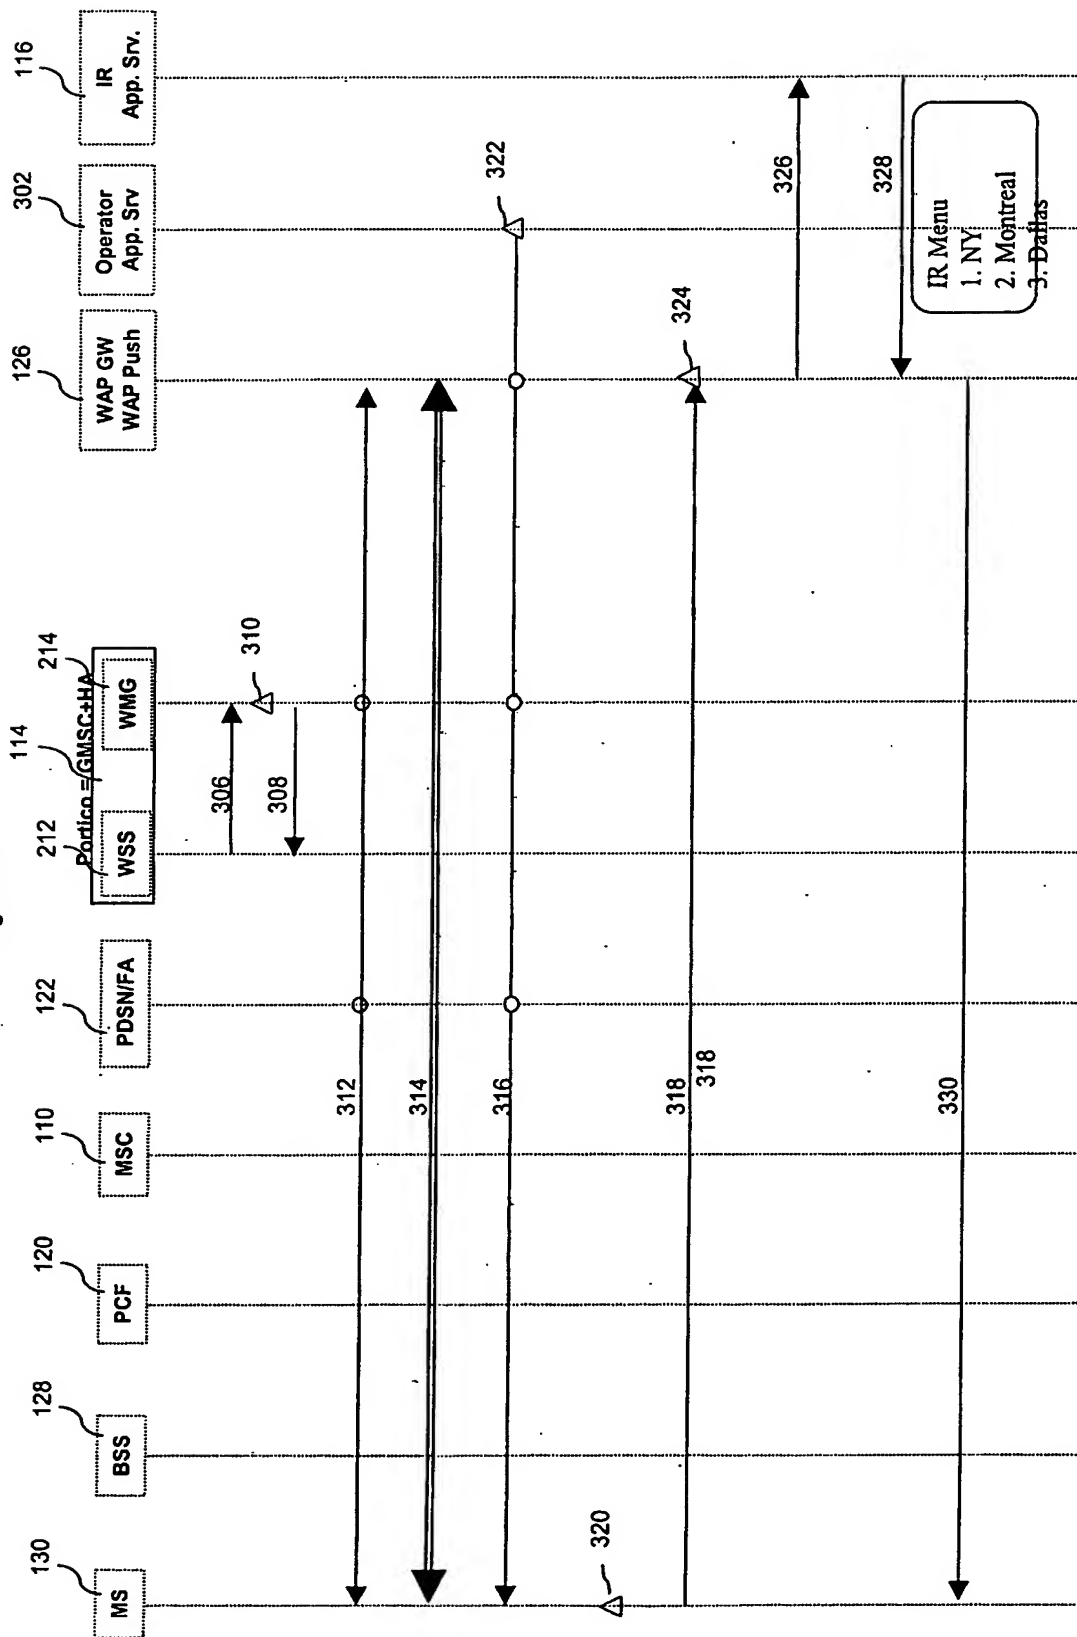 130
MS
128
BSS
120
PCF
110
MSC
122
PDSN/FA
114
Portico = GMSC+HA
212
WSS
214
WMG
126
WAP GW
WAP Push
302
Operator
App. Srv
116
IR
App. Srv.
306
310
308
312
314
316
322
320
318
318
324
326
328
IR Menu
1. NY
2. Montreal
3. Dallas
330